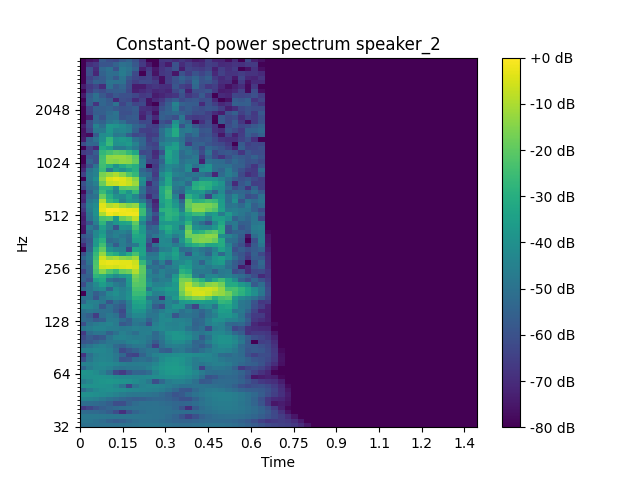 Constant-Q power spectrum speaker_2
+0 dB
-10 dB
-20 dB
-30 dB
-40 dB
-50 dB
-60 dB
-70 dB
-80 dB
Hz
2048
1024
512
256
128
64
32
0 0.15 0.3 0.45 0.6 0.75 0.9 1.1 1.2 1.4
Time